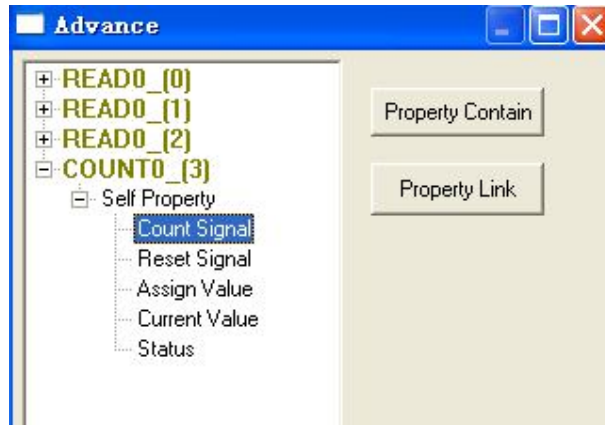 Advance
READ0_(0)
READ0_(1)
READ0_(2)
COUNT0_(3)
Self Property
Count Signal
Reset Signal
Assign Value
Current Value
Status
Property Contain
Property Link